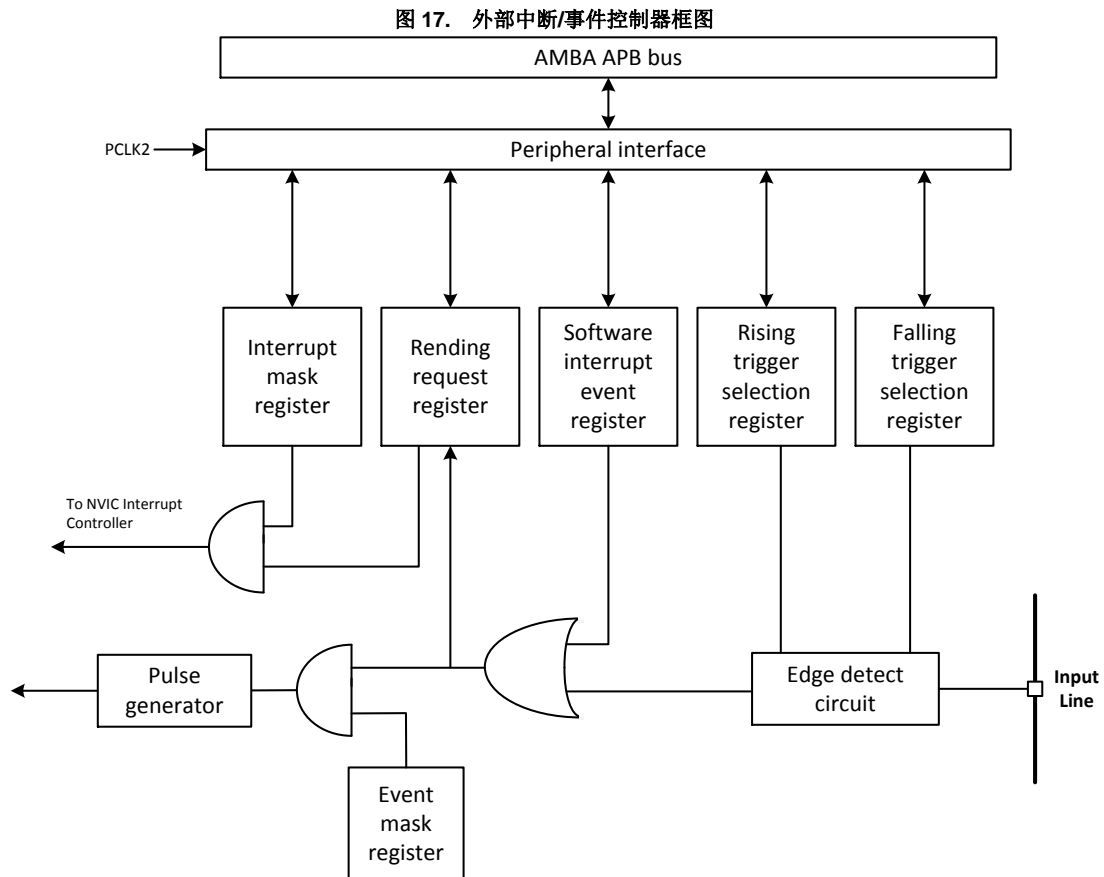 图 17. 外部中断/事件控制器框图
AMBA APB bus
PCLK2
Peripheral interface
Interrupt
mask
register
Rending
request
register
Software
interrupt
event
register
Rising
trigger
selection
register
Falling
trigger
selection
register
To NVIC Interrupt
Controller
Pulse
generator
Edge detect
circuit
Input
Line
Event
mask
register